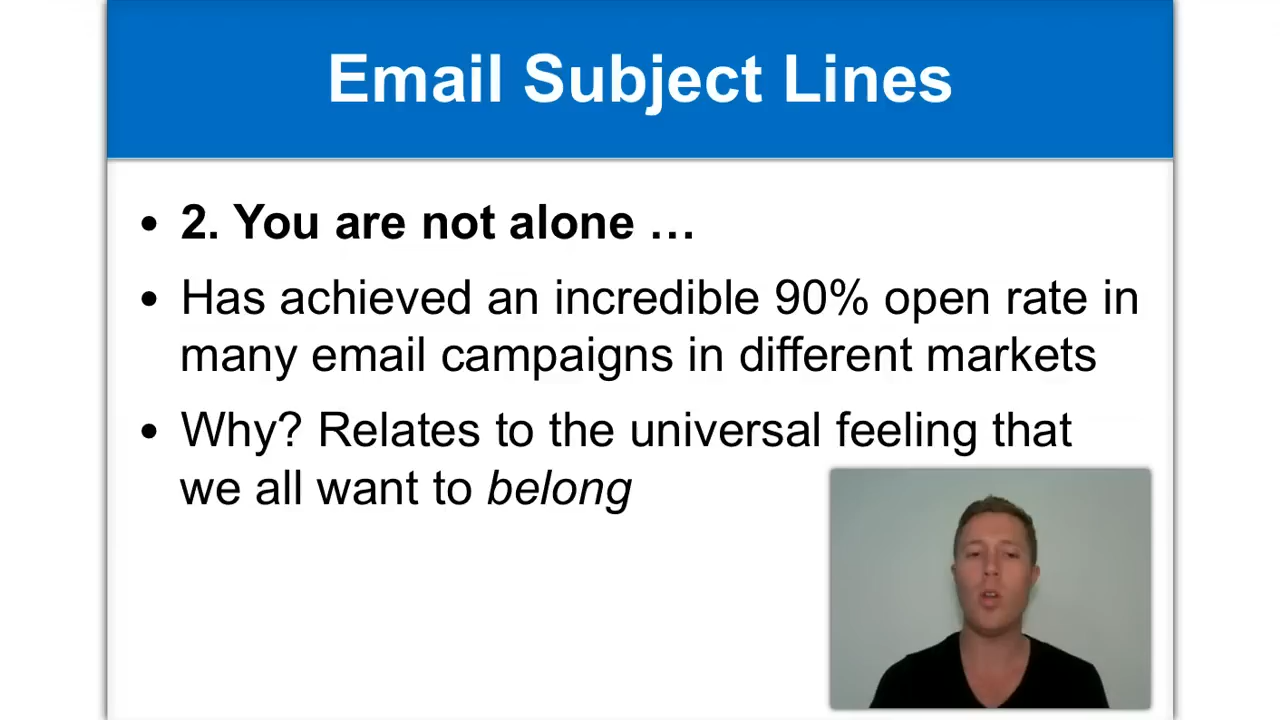 Email Subject Lines
• 2. You are not alone …
• Has achieved an incredible 90% open rate in
many email campaigns in different markets
• Why? Relates to the universal feeling that
we all want to belong